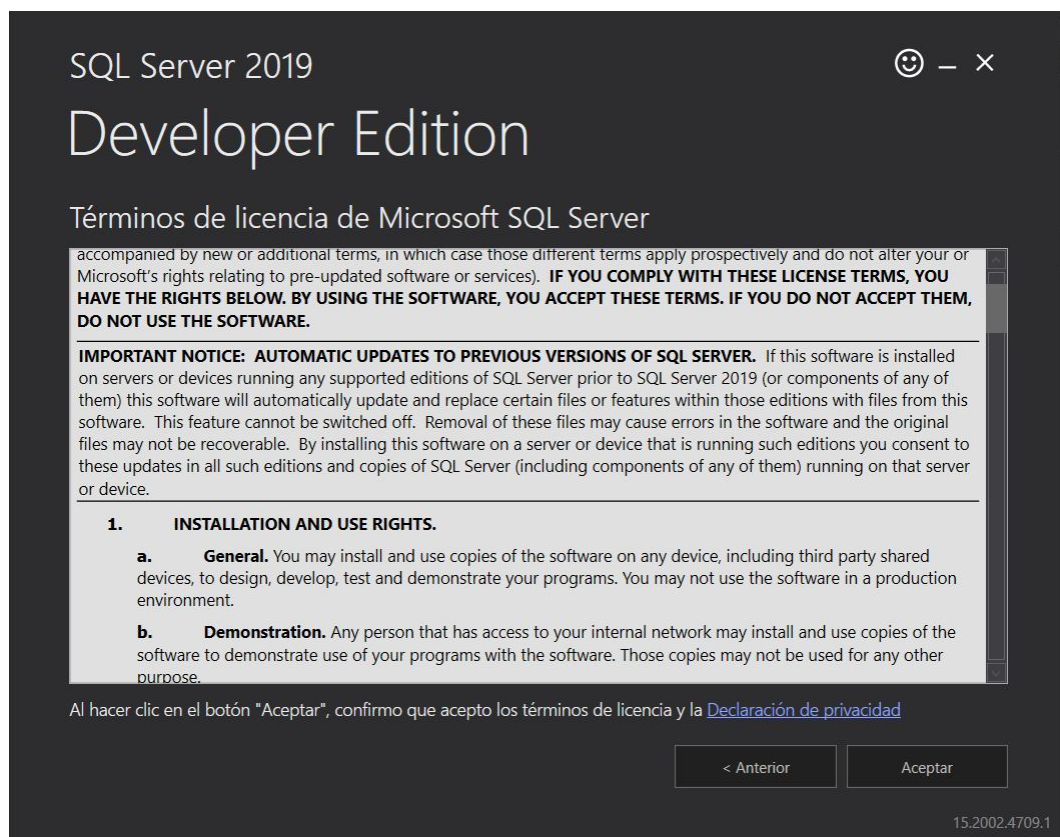 SQL Server 2019
Developer Edition
Términos de licencia de Microsoft SQL Server
accompanied by new or additional terms, in which case those different terms apply prospectively and do not alter your or
Microsoft's rights relating to pre-updated software or services). IF YOU COMPLY WITH THESE LICENSE TERMS, YOU
HAVE THE RIGHTS BELOW. BY USING THE SOFTWARE, YOU ACCEPT THESE TERMS. IF YOU DO NOT ACCEPT THEM,
DO NOT USE THE SOFTWARE.
IMPORTANT NOTICE: AUTOMATIC UPDATES TO PREVIOUS VERSIONS OF SQL SERVER. If this software is installed
on servers or devices running any supported editions of SQL Server prior to SQL Server 2019 (or components of any of
them) this software will automatically update and replace certain files or features within those editions with files from this
software. This feature cannot be switched off. Removal of these files may cause errors in the software and the original
files may not be recoverable. By installing this software on a server or device that is running such editions you consent to
these updates in all such editions and copies of SQL Server (including components of any of them) running on that server
or device.
1. INSTALLATION AND USE RIGHTS.
a. General. You may install and use copies of the software on any device, including third party shared
devices, to design, develop, test and demonstrate your programs. You may not use the software in a production
environment.
b. Demonstration. Any person that has access to your internal network may install and use copies of the
software to demonstrate use of your programs with the software. Those copies may not be used for any other
purpose.
Al hacer clic en el botón "Aceptar", confirmo que acepto los términos de licencia y la Declaración de privacidad
< Anterior
Aceptar
15.2002.4709.1